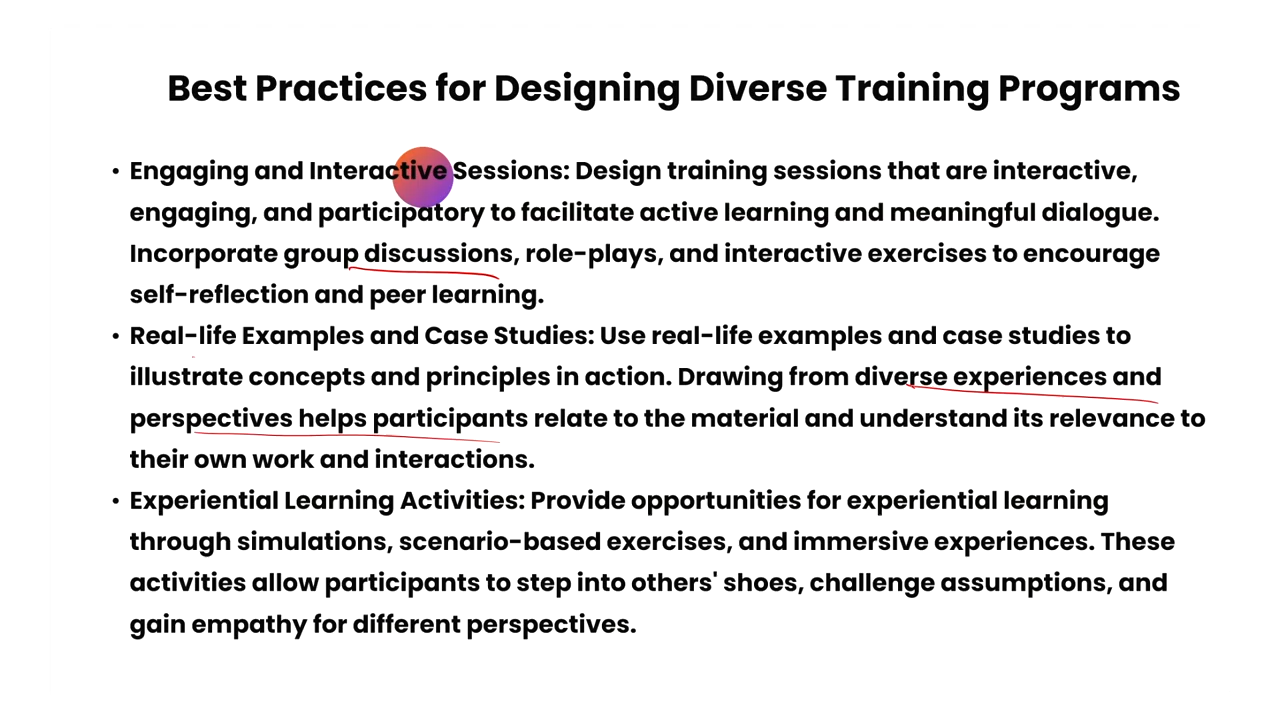 Best Practices for Designing Diverse Training Programs
• Engaging and Interactive Sessions: Design training sessions that are interactive,
engaging, and participatory to facilitate active learning and meaningful dialogue.
Incorporate group discussions, role-plays, and interactive exercises to encourage
self-reflection and peer learning.
• Real-life Examples and Case Studies: Use real-life examples and case studies to
illustrate concepts and principles in action. Drawing from diverse experiences and
perspectives helps participants relate to the material and understand its relevance to
their own work and interactions.
• Experiential Learning Activities: Provide opportunities for experiential learning
through simulations, scenario-based exercises, and immersive experiences. These
activities allow participants to step into others' shoes, challenge assumptions, and
gain empathy for different perspectives.